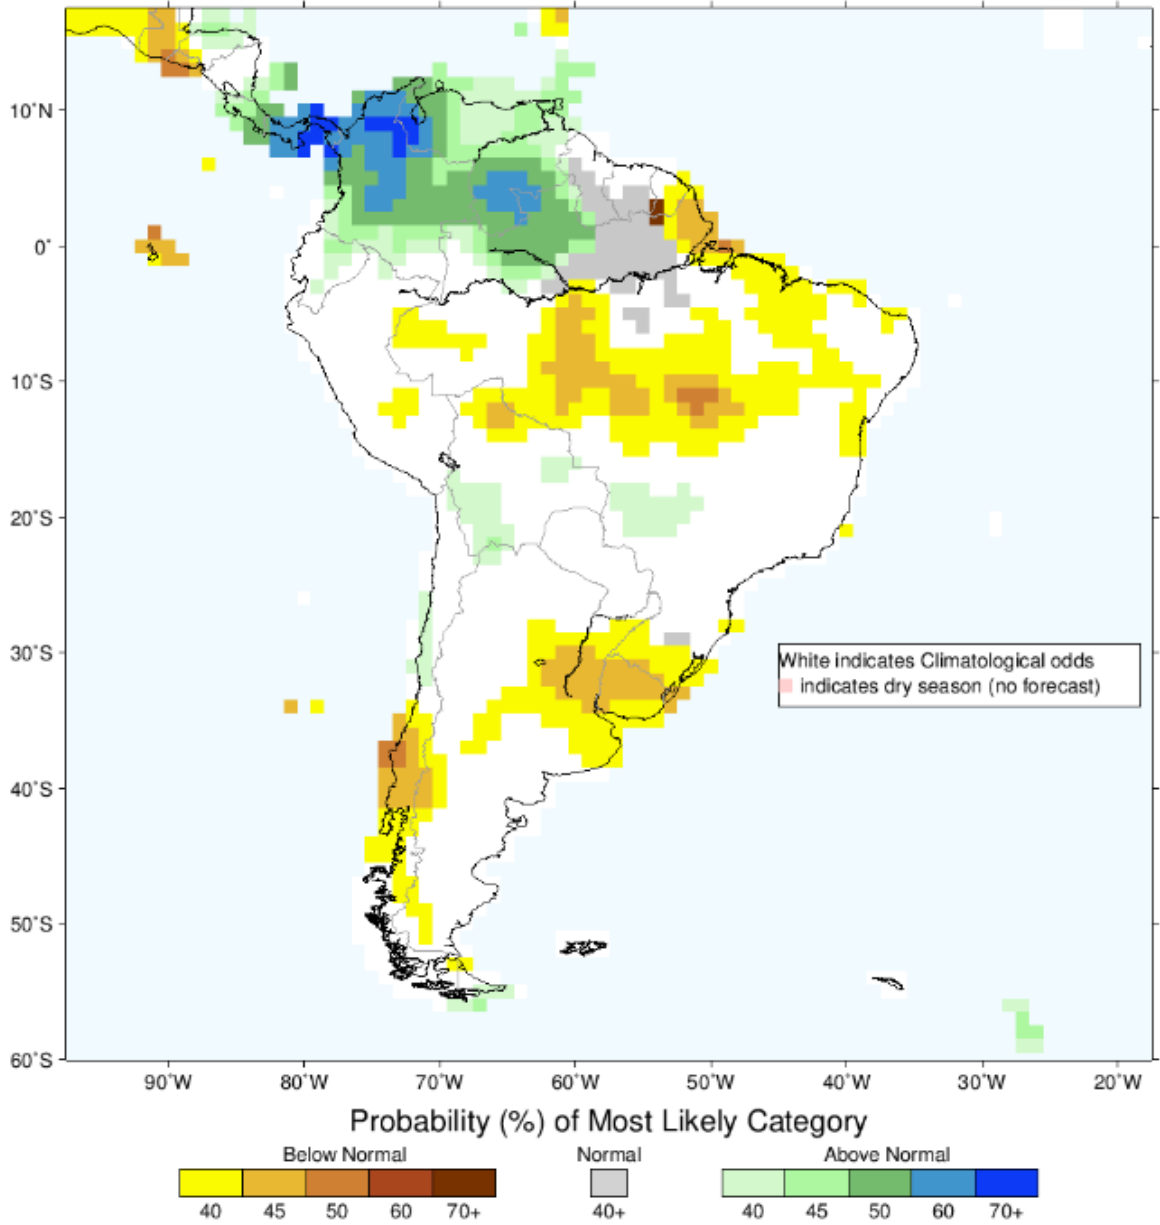 10°N
0°
10°S
20°S
30°S
40°S
50°S
60°S
White indicates Climatological odds
indicates dry season (no forecast)
90°W 80°W 70°W 60°W 50°W 40°W 30°W 20°W
Probability (%) of Most Likely Category
Below Normal Normal Above Normal
40 45 50 60 70+ 40+ 40 45 50 60 70+